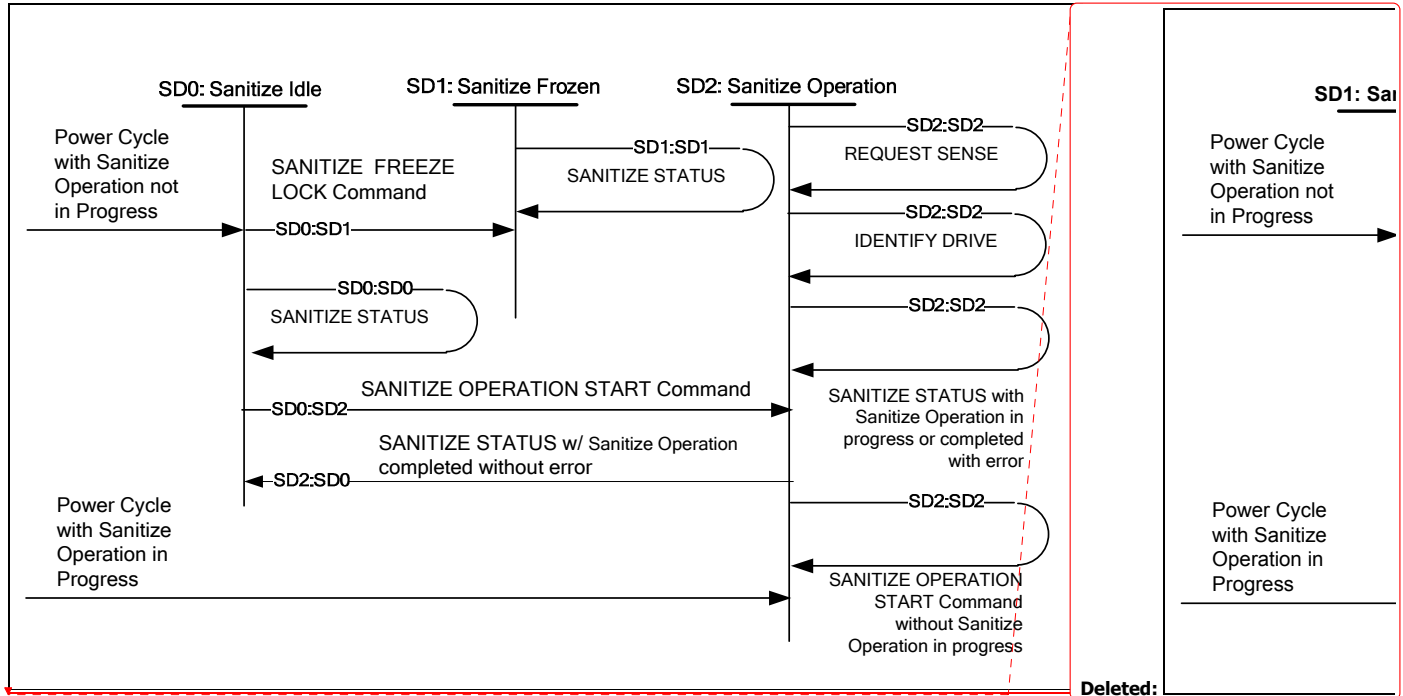 SD0: Sanitize Idle
SD1: Sanitize Frozen
SD2: Sanitize Operation
Power Cycle
with Sanitize
Operation not
in Progress
SANITIZE FREEZE
LOCK Command
SD0:SD1
SD1:SD1
SANITIZE STATUS
SD2:SD2
REQUEST SENSE
SD2:SD2
IDENTIFY DRIVE
SD0:SD0
SANITIZE STATUS
SD2:SD2
SANITIZE STATUS with
Sanitize Operation in
progress or completed
with error
SANITIZE OPERATION START Command
SD0:SD2
SANITIZE STATUS w/ Sanitize Operation
completed without error
SD2:SD0
Power Cycle
with Sanitize
Operation in
Progress
SD2:SD2
SANITIZE OPERATION
START Command
without Sanitize
Operation in progress
Deleted:
SD1: Sa
Power Cycle
with Sanitize
Operation not
in Progress
Power Cycle
with Sanitize
Operation in
Progress